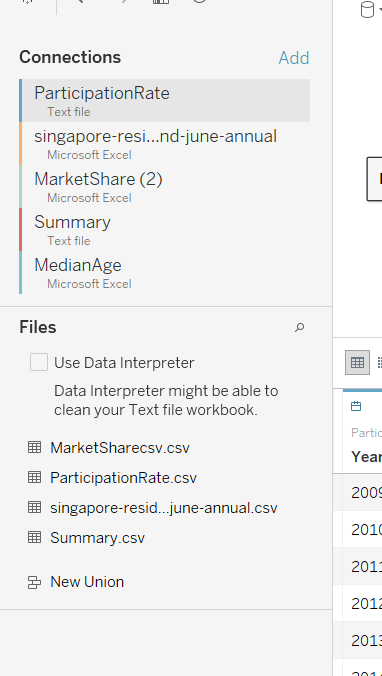 Connections
Add
ParticipationRate
Text file
singapore-resi...nd-june-annual
Microsoft Excel
MarketShare (2)
Microsoft Excel
Summary
Text file
MedianAge
Microsoft Excel
Files
Use Data Interpreter
Data Interpreter might be able to
clean your Text file workbook.
MarketSharecsv.csv
ParticipationRate.csv
singapore-resid...june-annual.csv
Summary.csv
New Union
Partic
Year
2009
2010
2011
2012
2013